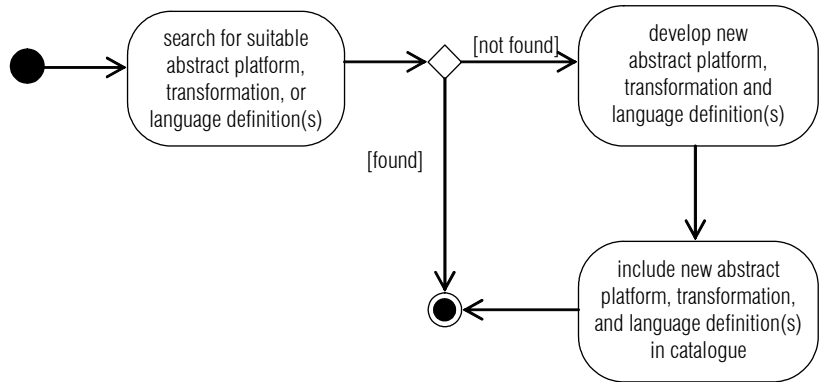 search for suitable
abstract platform,
transformation, or
language definition(s)
[not found]
develop new
abstract platform,
transformation and
language definition(s)
[found]
include new abstract
platform, transformation,
and language definition(s)
in catalogue